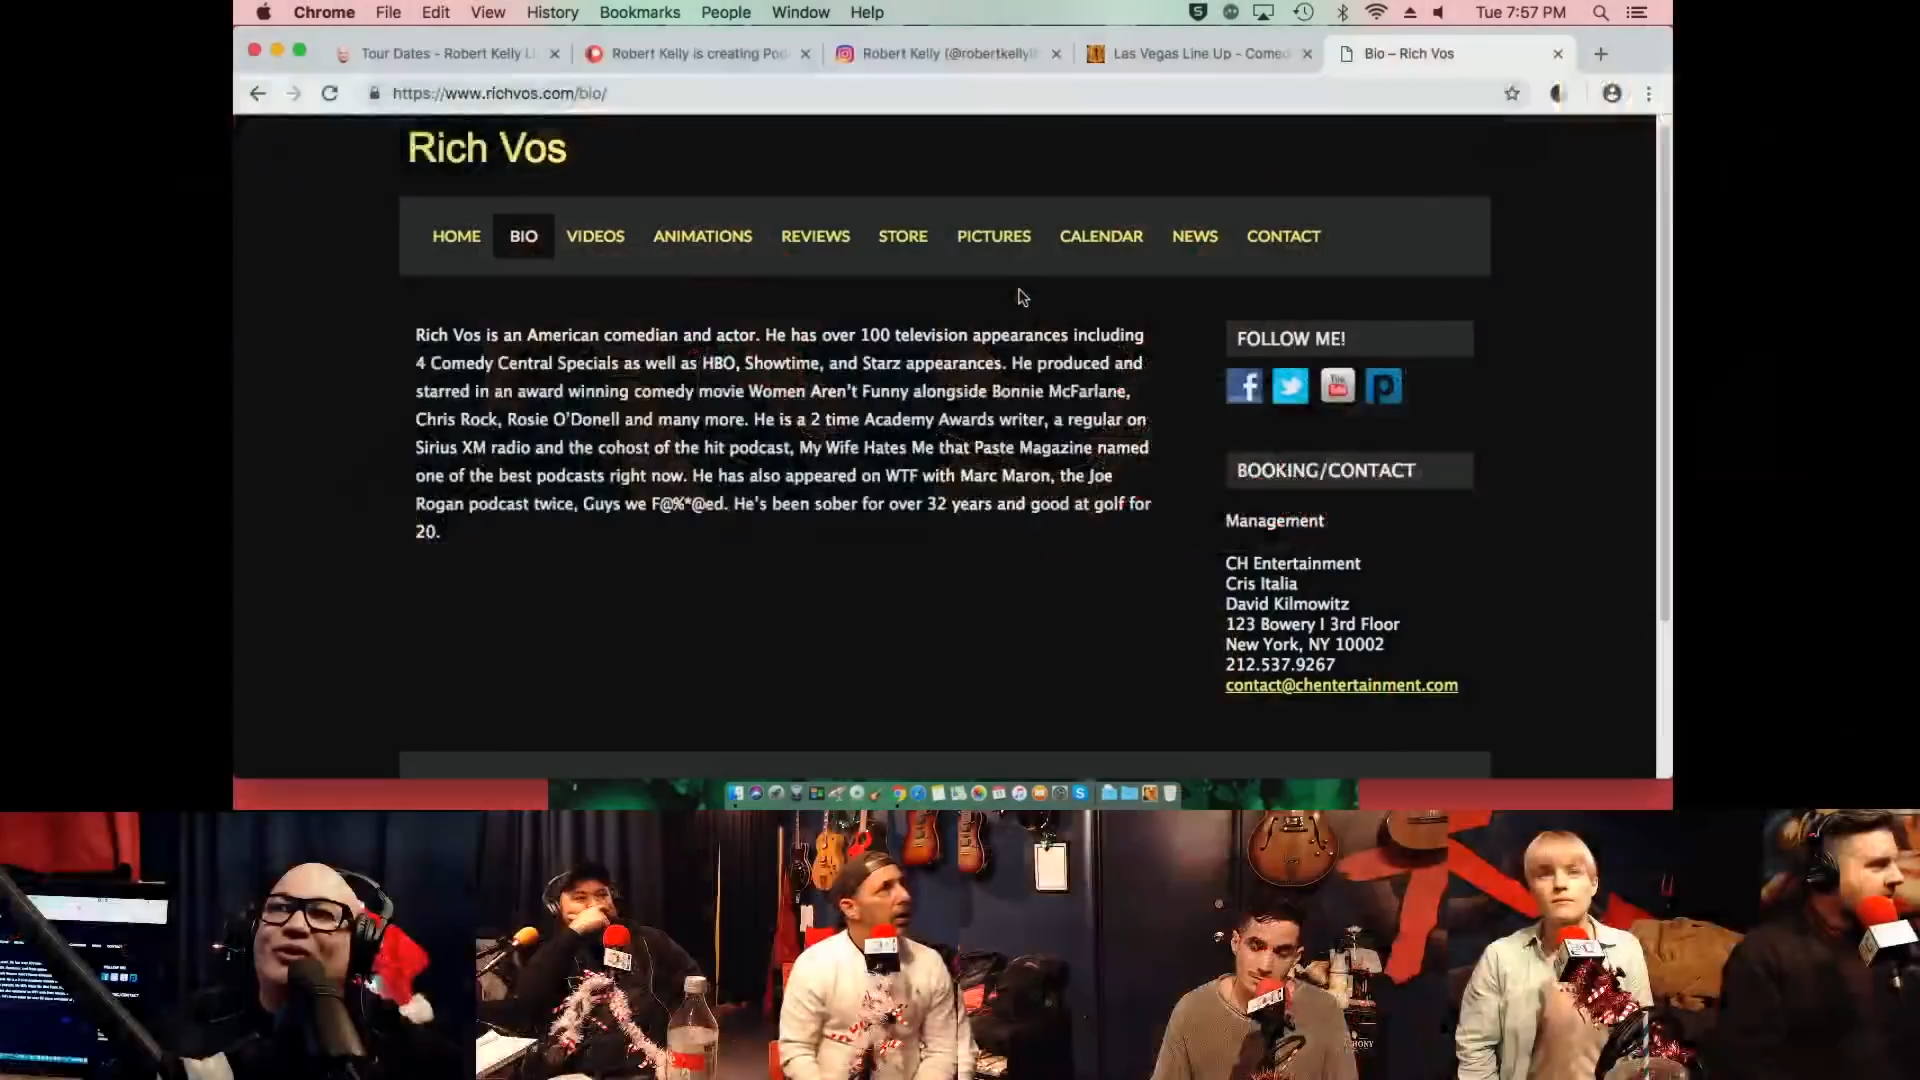 Chrome File Edit View History Bookmarks People Window Help Tue 7:57 PM
Tour Dates - Robert Kelly Li
Robert Kelly is creating Pod
Robert Kelly (@robertkellyli
Las Vegas Line Up - Comed
Bio – Rich Vos
https://www.richvos.com/bio/
Rich Vos
HOME BIO VIDEOS ANIMATIONS REVIEWS STORE PICTURES CALENDAR NEWS CONTACT
Rich Vos is an American comedian and actor. He has over 100 television appearances including
4 Comedy Central Specials as well as HBO, Showtime, and Starz appearances. He produced and
starred in an award winning comedy movie Women Aren't Funny alongside Bonnie McFarlane,
Chris Rock, Rosie O'Donell and many more. He is a 2 time Academy Awards writer, a regular on
Sirius XM radio and the cohost of the hit podcast, My Wife Hates Me that Paste Magazine named
one of the best podcasts right now. He has also appeared on WTF with Marc Maron, the Joe
Rogan podcast twice, Guys we F@%*@ed. He's been sober for over 32 years and good at golf for
20.
FOLLOW ME!
BOOKING/CONTACT
Management
CH Entertainment
Cris Italia
David Kilmowitz
123 Bowery I 3rd Floor
New York, NY 10002
212.537.9267
contact@chentertainment.com